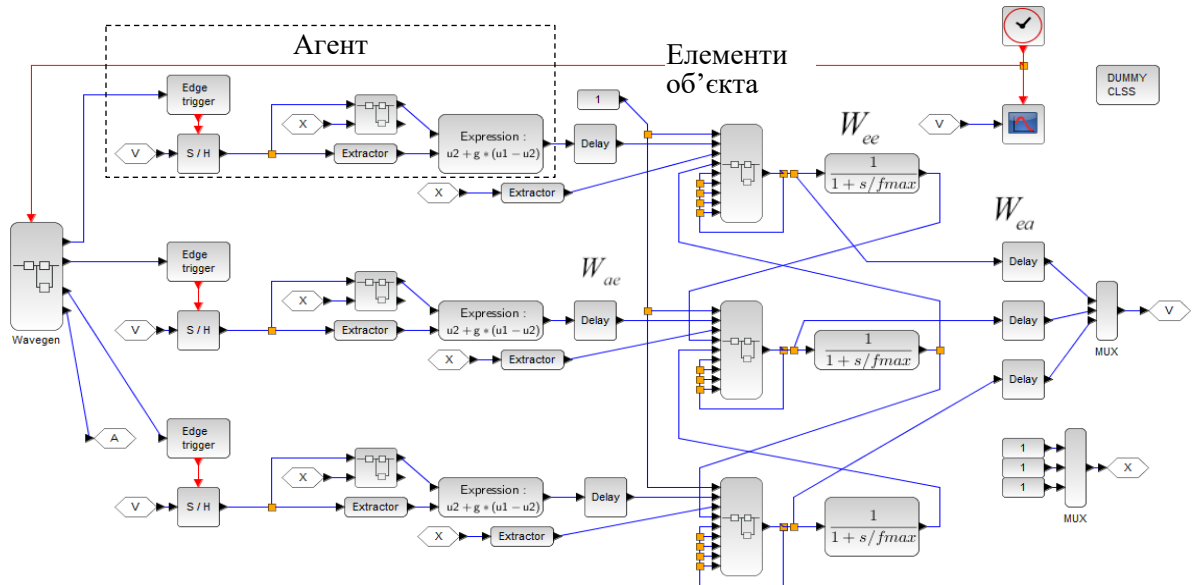 Агент
Елементи
об’єкта
DUMMY
CLSS
Edge
trigger
1
X
V
S / H
Extractor
Expression :
u2 + g * (u1 − u2)
Delay
X
Extractor
W_ee
1
1 + s/fmax
V
W_ea
Wavegen
Edge
trigger
X
V
S / H
Extractor
Expression :
u2 + g * (u1 − u2)
W_ae
Delay
X
Extractor
1
1 + s/fmax
Delay
Delay
Delay
MUX
V
A
Edge
trigger
X
V
S / H
Extractor
Expression :
u2 + g * (u1 − u2)
Delay
X
Extractor
1
1 + s/fmax
1
1
1
MUX
X